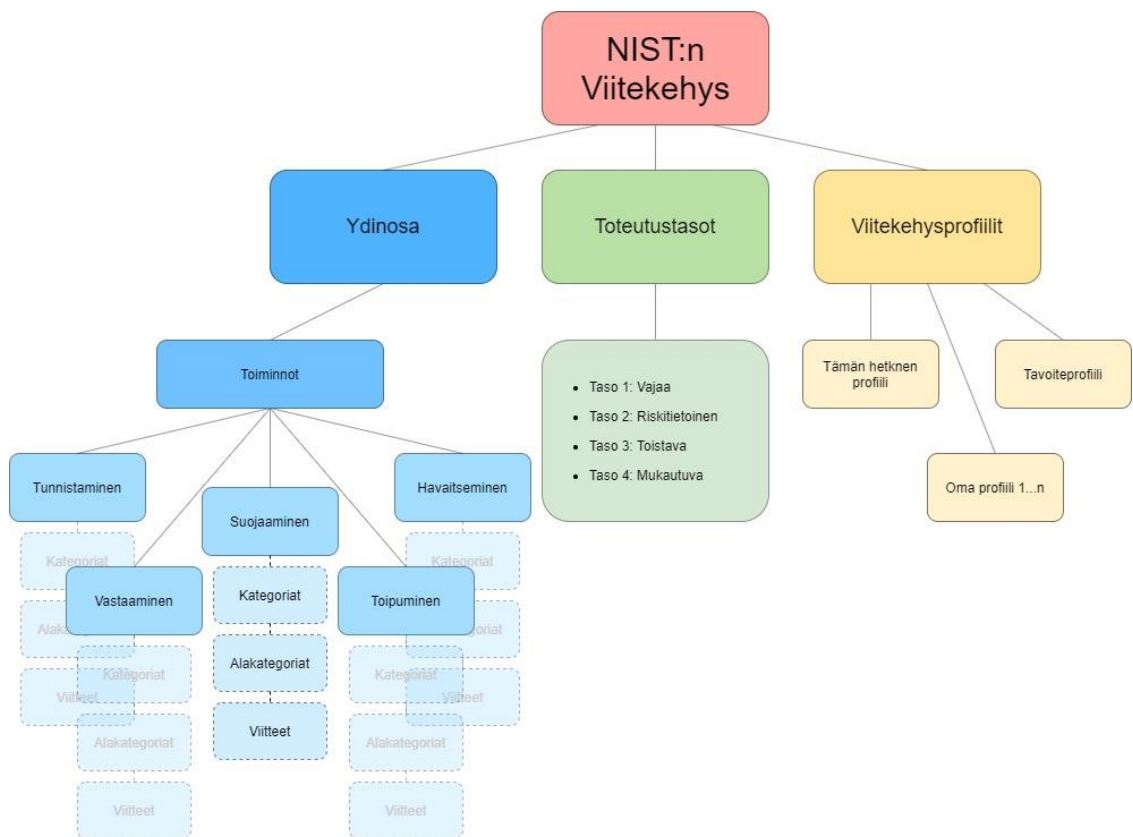 NIST:n
Viitekehys
Ydinosa
Toteutustasot
Viitekehysprofiilit
Toiminnot
Tämän hetknen
profiili
Tavoiteprofiili
Taso 1: Vajaa
Taso 2: Riskitietoinen
Taso 3: Toistava
Taso 4: Mukautuva
Oma profiili 1...n
Tunnistaminen
Havaitseminen
Suojaaminen
Kategoriat
Vastaaminen
Kategoriat
Toipuminen
Alakategoriat
Kategoriat
Kategoriat
Viitteet
Viitteet
Viitteet
Alakategoriat
Alakategoriat
Viitteet
Viitteet